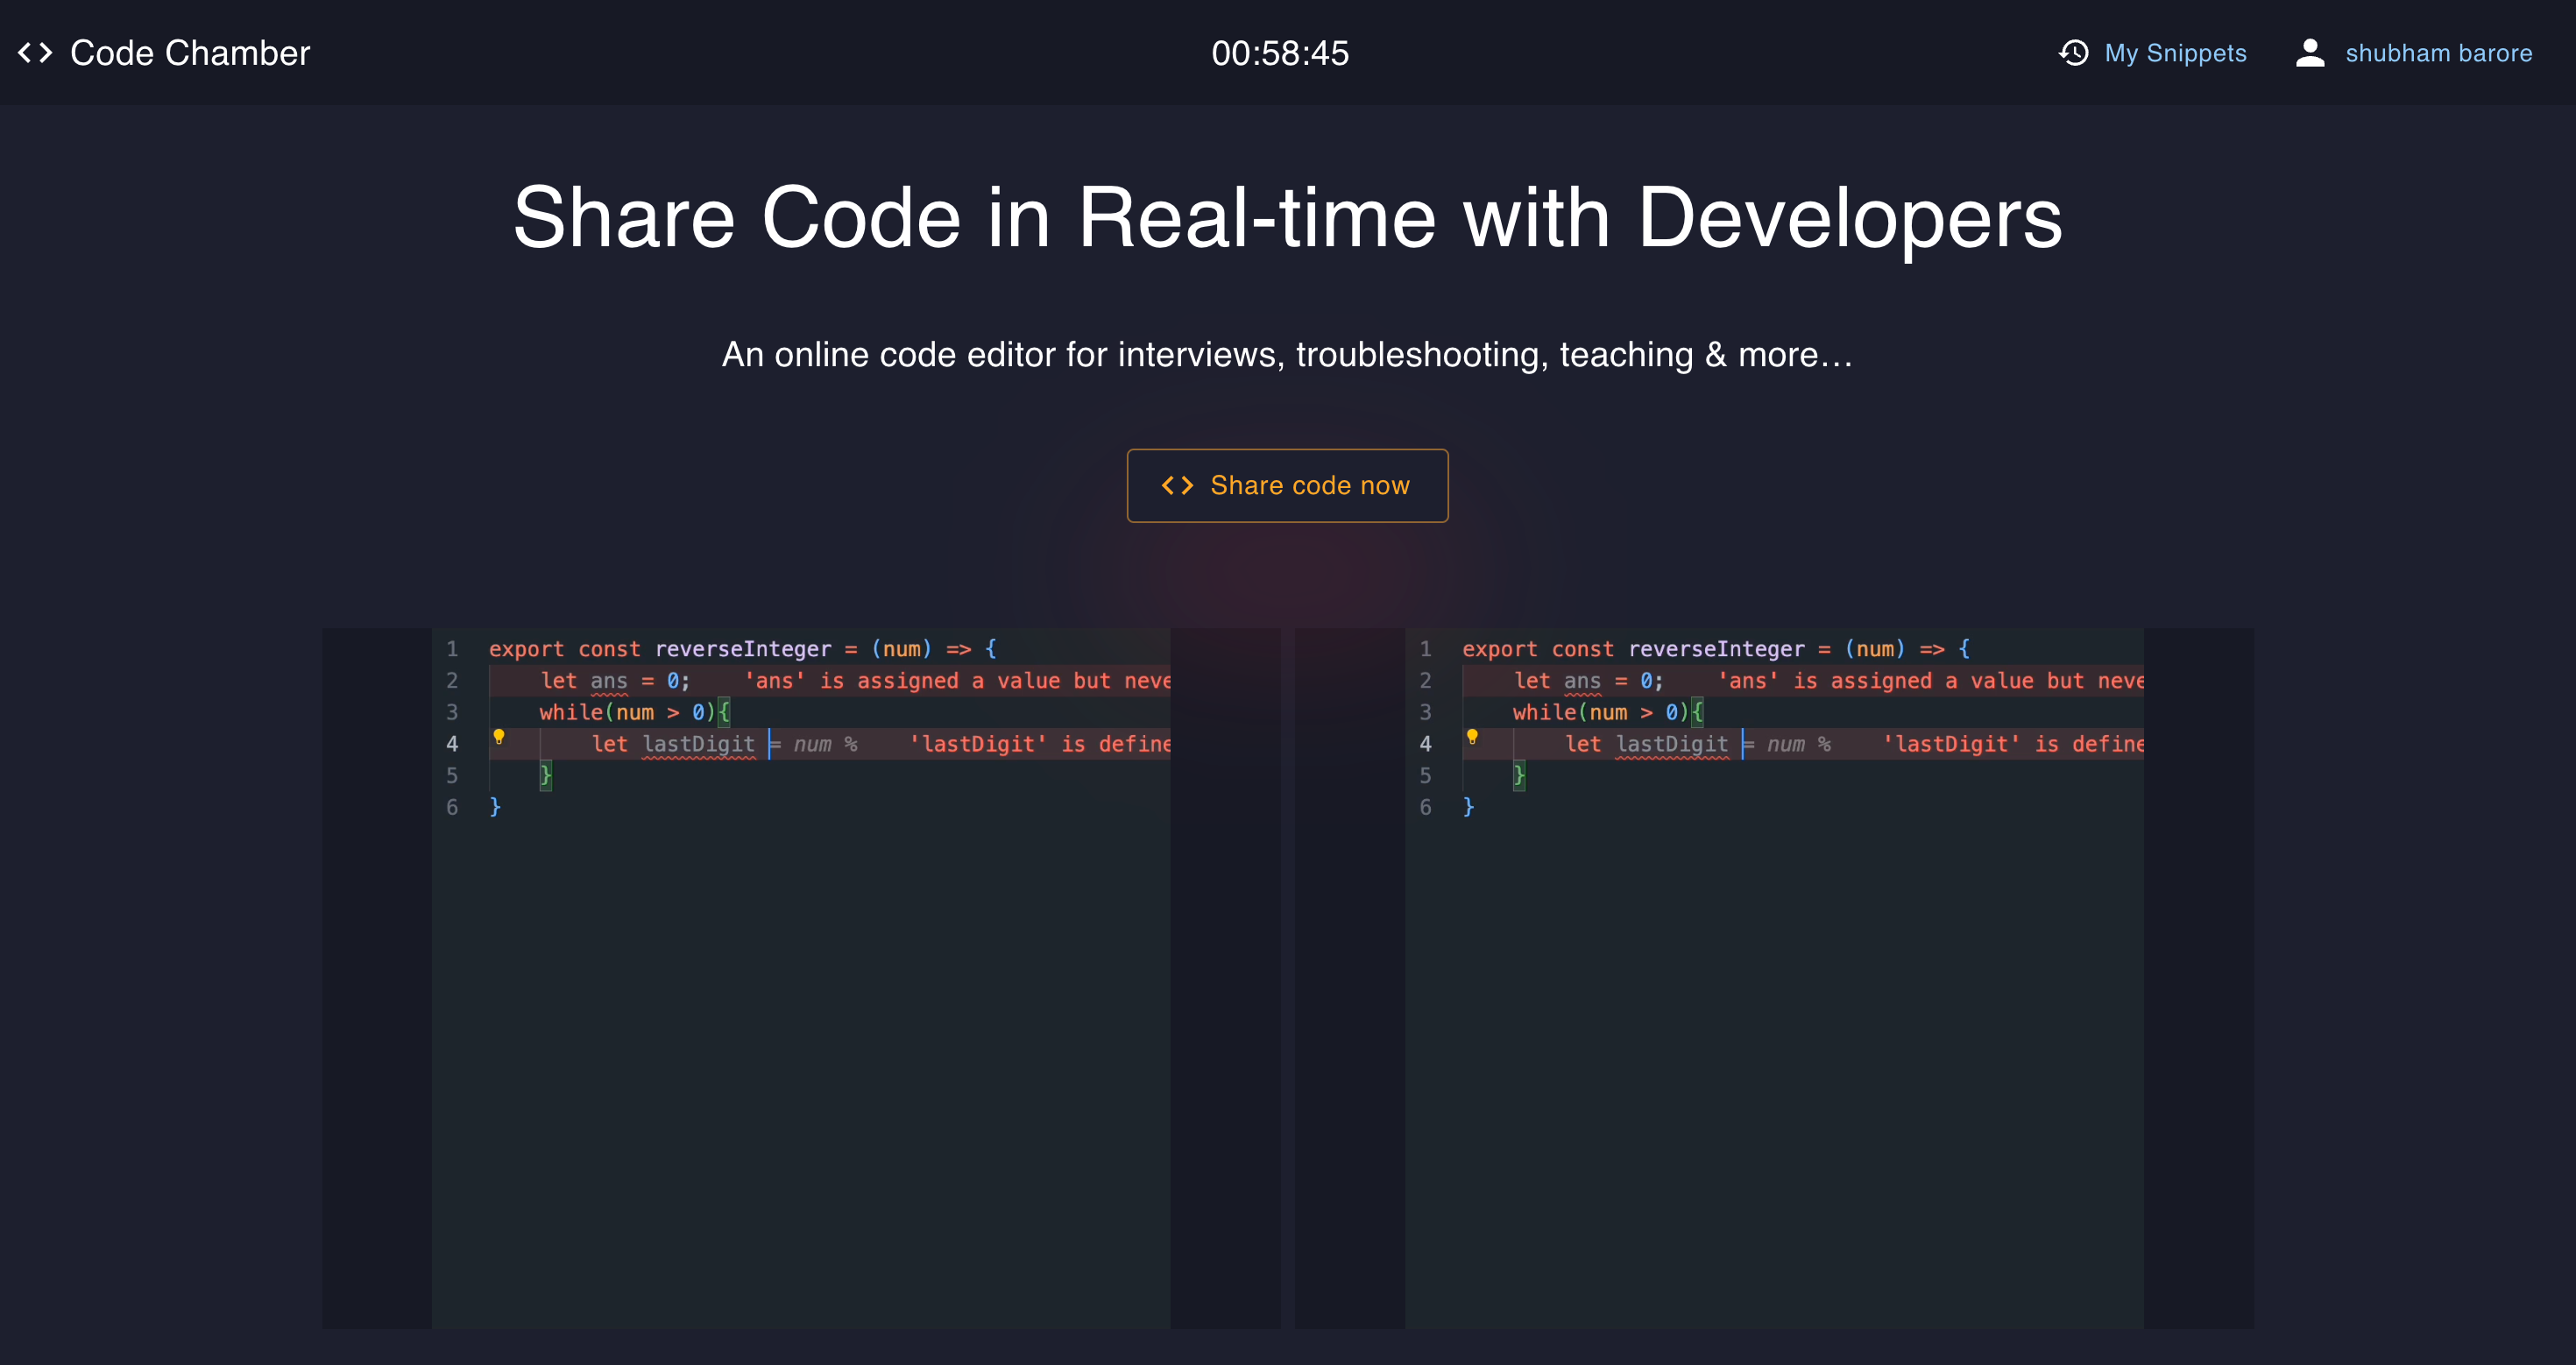 <> Code Chamber
00:58:45
My Snippets
shubham barore
Share Code in Real-time with Developers
An online code editor for interviews, troubleshooting, teaching & more...
<> Share code now
1 export const reverseInteger = (num) => {
2 let ans = 0; 'ans' is assigned a value but neve
3 while(num > 0){
4 let lastDigit = num % 'lastDigit' is define
5 }
6 }
1 export const reverseInteger = (num) => {
2 let ans = 0; 'ans' is assigned a value but neve
3 while(num > 0){
4 let lastDigit = num % 'lastDigit' is define
5 }
6 }